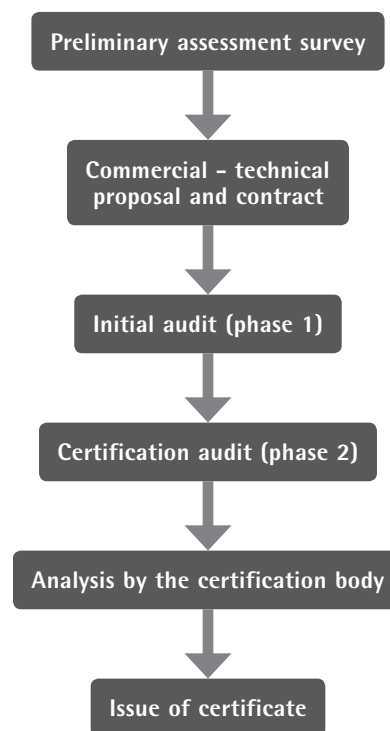 Preliminary assessment survey
Commercial - technical
proposal and contract
Initial audit (phase 1)
Certification audit (phase 2)
Analysis by the certification body
Issue of certificate